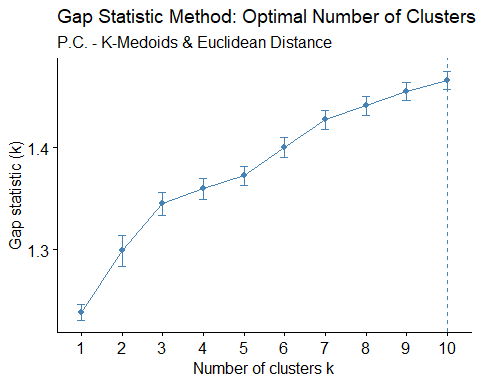 Gap Statistic Method: Optimal Number of Clusters
P.C. - K-Medoids & Euclidean Distance
Gap statistic (k)
1.4
1.3
1 2 3 4 5 6 7 8 9 10
Number of clusters k